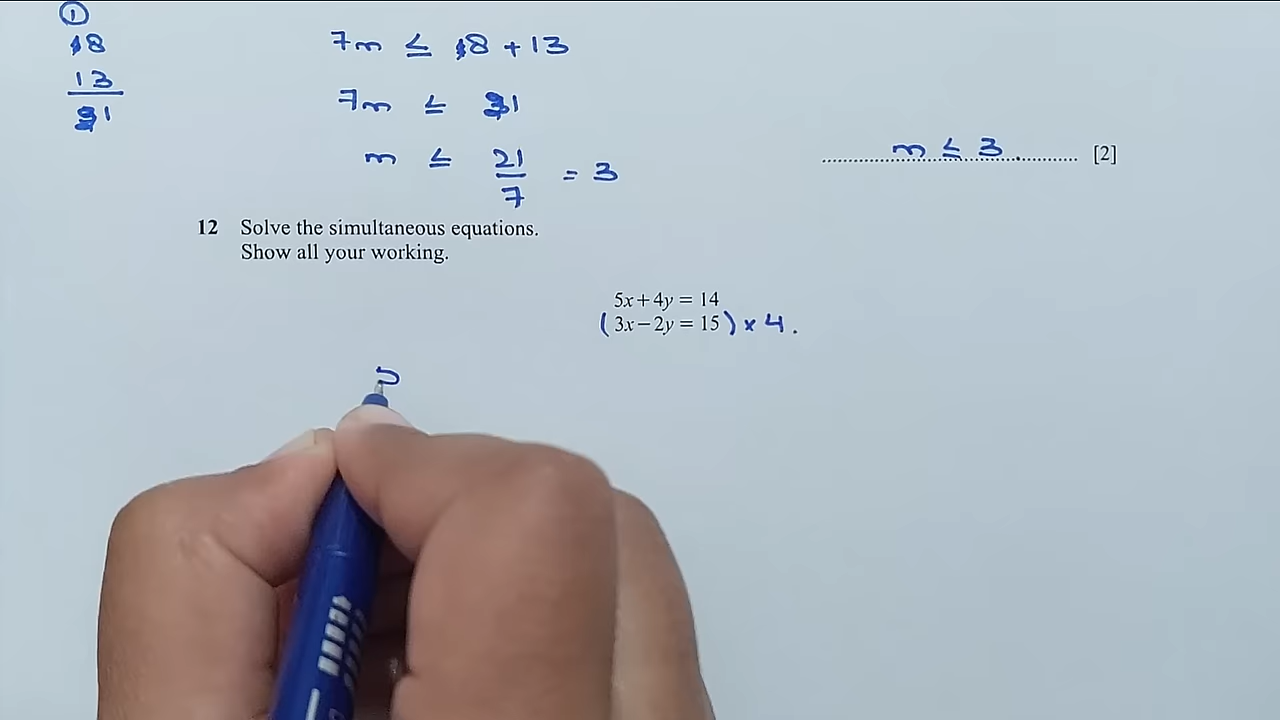 ①
18
13
31
7m ≤ 18 + 13
7m ≤ 31
m ≤ 21/7 = 3
m ≤ 3 [2]
12 Solve the simultaneous equations.
Show all your working.
5x + 4y = 14
(3x − 2y = 15) × 4.
5